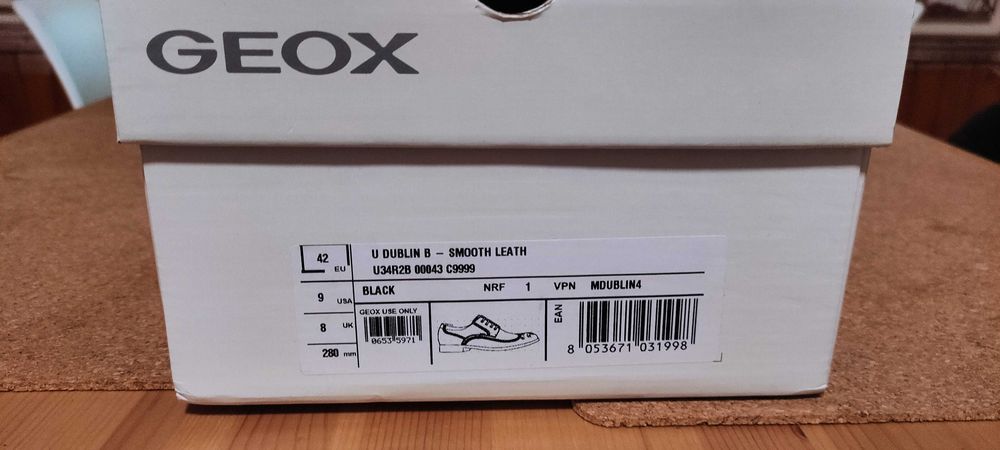 GEOX
42 EU
U DUBLIN B – SMOOTH LEATH
U34R2B 00043 C9999
9 USA
BLACK NRF 1 VPN MDUBLIN4
8 UK
GEOX USE ONLY
0653 5971
280 mm
EAN
8 053671 031998